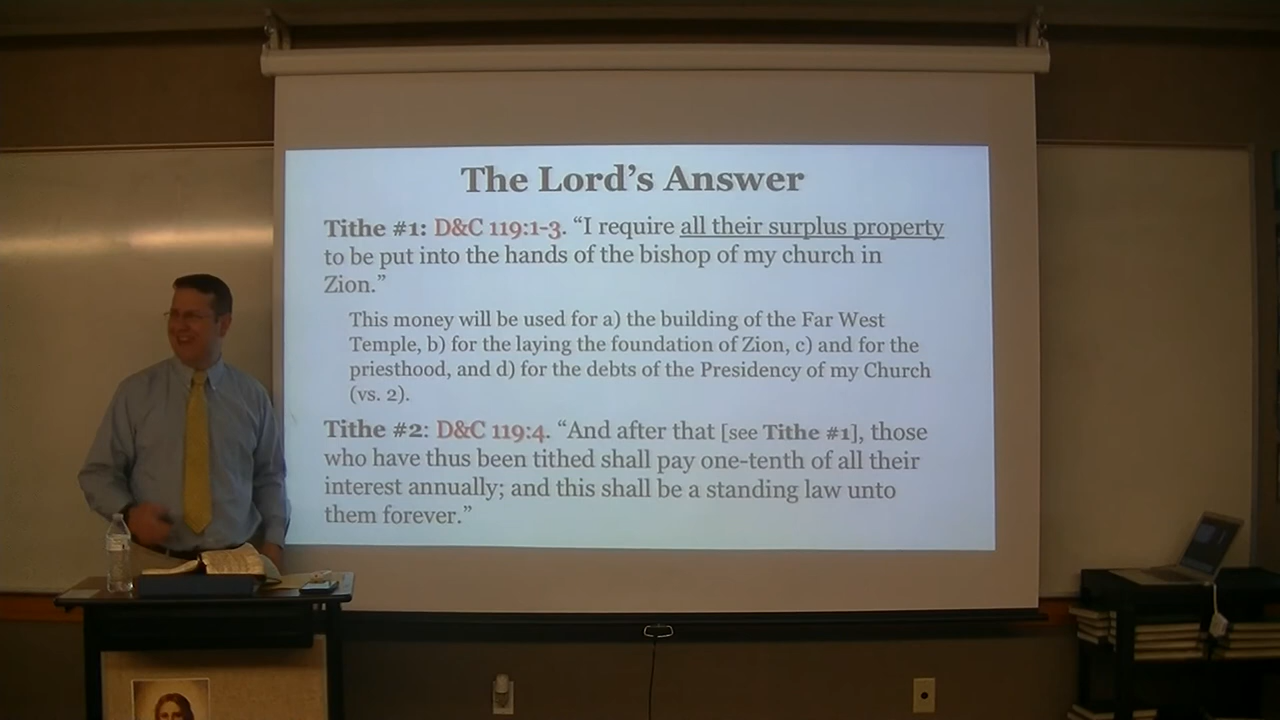 The Lord's Answer
Tithe #1: D&C 119:1-3. “I require all their surplus property
to be put into the hands of the bishop of my church in
Zion.”
This money will be used for a) the building of the Far West
Temple, b) for the laying the foundation of Zion, c) and for the
priesthood, and d) for the debts of the Presidency of my Church
(vs. 2).
Tithe #2: D&C 119:4. “And after that [see Tithe #1], those
who have thus been tithed shall pay one-tenth of all their
interest annually; and this shall be a standing law unto
them forever.”